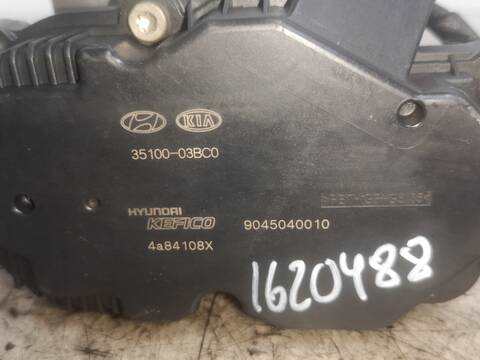 KIA
35100-03BC0
HYUNDAI
KEFICO
9045040010
4a84108X
1620488